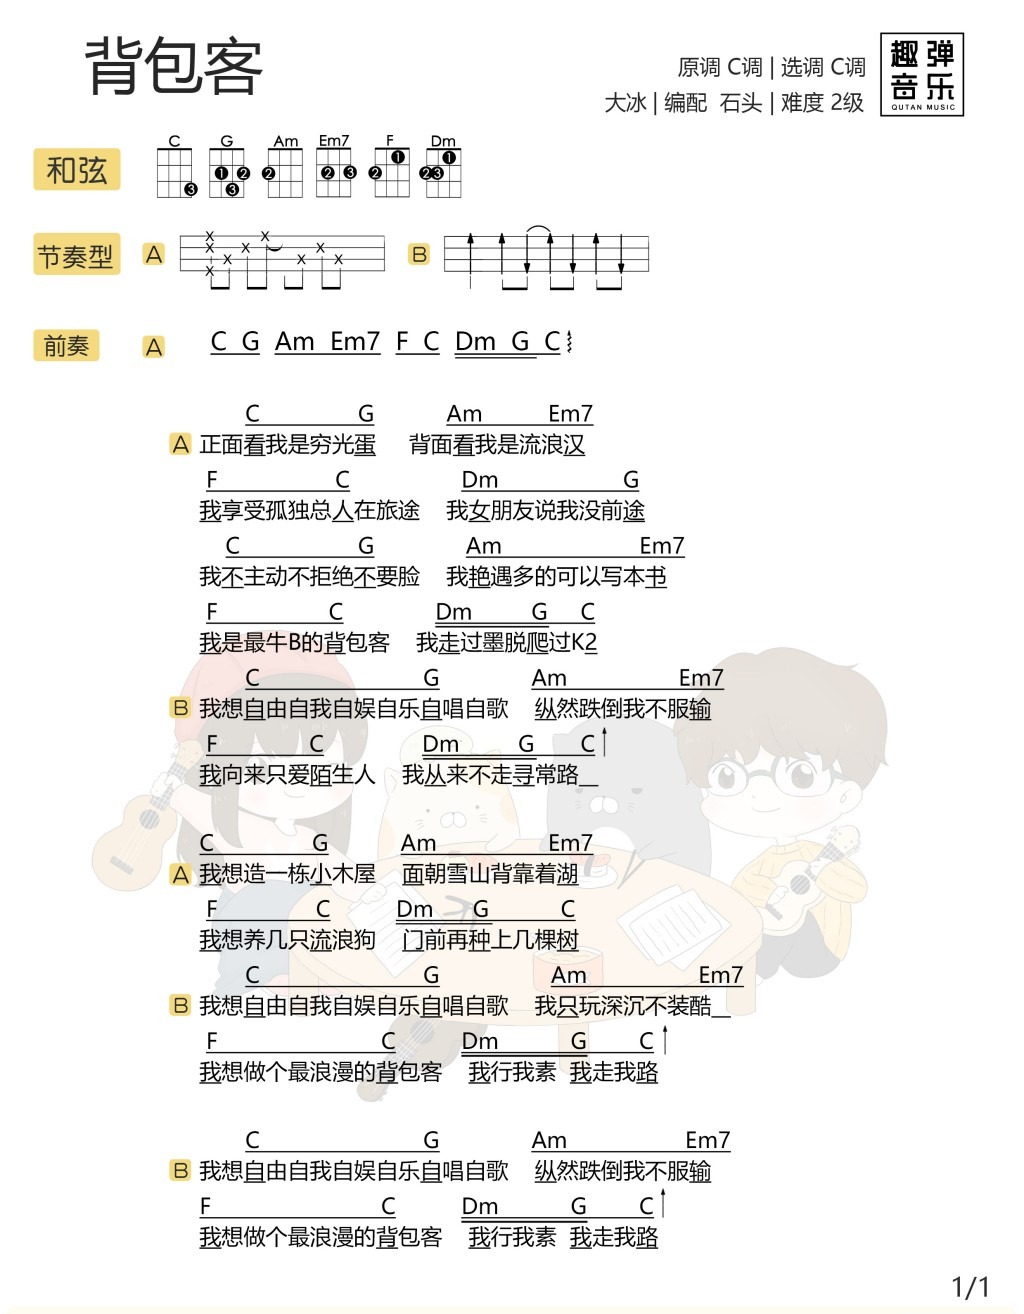 背包客
原调 C调 | 选调 C调
大冰 | 编配 石头 | 难度 2级
趣弹
音乐
QUTAN MUSIC
和弦
C G Am Em7 F Dm
3 1 2 3 2 2 3 1 2 1 2 3
节奏型 A B
前奏 A C G Am Em7 F C Dm G C
C G Am Em7
A 正面看我是穷光蛋 背面看我是流浪汉
F C Dm G
我享受孤独总人在旅途 我女朋友说我没前途
C G Am Em7
我不主动不拒绝不要脸 我艳遇多的可以写本书
F C Dm G C
我是最牛B的背包客 我走过墨脱爬过K2
C G Am Em7
B 我想自由自我自娱自乐自唱自歌 纵然跌倒我不服输
F C Dm G C
我向来只爱陌生人 我从来不走寻常路
C G Am Em7
A 我想造一栋小木屋 面朝雪山背靠着湖
F C Dm G C
我想养几只流浪狗 门前再种上几棵树
C G Am Em7
B 我想自由自我自娱自乐自唱自歌 我只玩深沉不装酷
F C Dm G C
我想做个最浪漫的背包客 我行我素 我走我路
C G Am Em7
B 我想自由自我自娱自乐自唱自歌 纵然跌倒我不服输
F C Dm G C
我想做个最浪漫的背包客 我行我素 我走我路
1/1